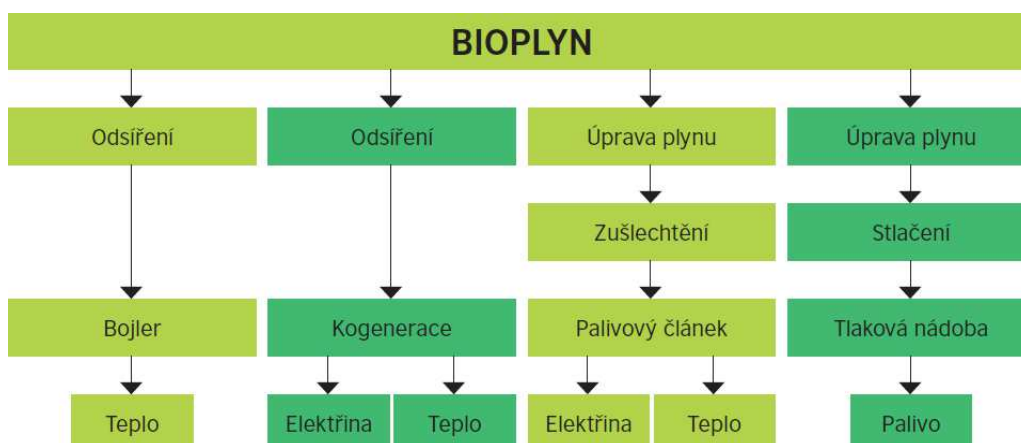 BIOPLYN
Odsíření
Odsíření
Úprava plynu
Úprava plynu
Zušlechtění
Stlačení
Bojler
Kogenerace
Palivový článek
Tlaková nádoba
Teplo
Elektřina
Teplo
Elektřina
Teplo
Palivo